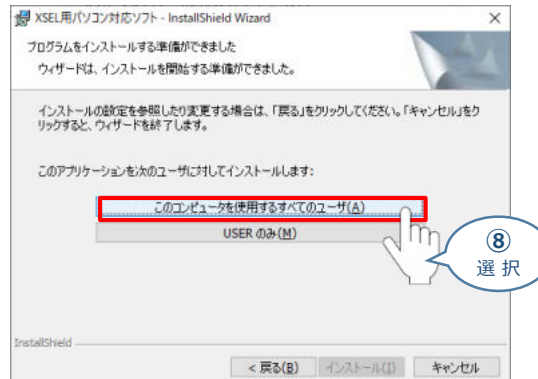 XSEL用パソコン対応ソフト - InstallShield Wizard
プログラムをインストールする準備ができました
ウィザードは、インストールを開始する準備ができました。
インストールの設定を参照したり変更する場合は、「戻る」をクリックしてください。「キャンセル」をク
リックすると、ウィザードを終了します。
このアプリケーションを次のユーザに対してインストールします:
このコンピュータを使用するすべてのユーザ(A)
USER のみ(M)
⑧
選 択
InstallShield
< 戻る(B) インストール(I) キャンセル